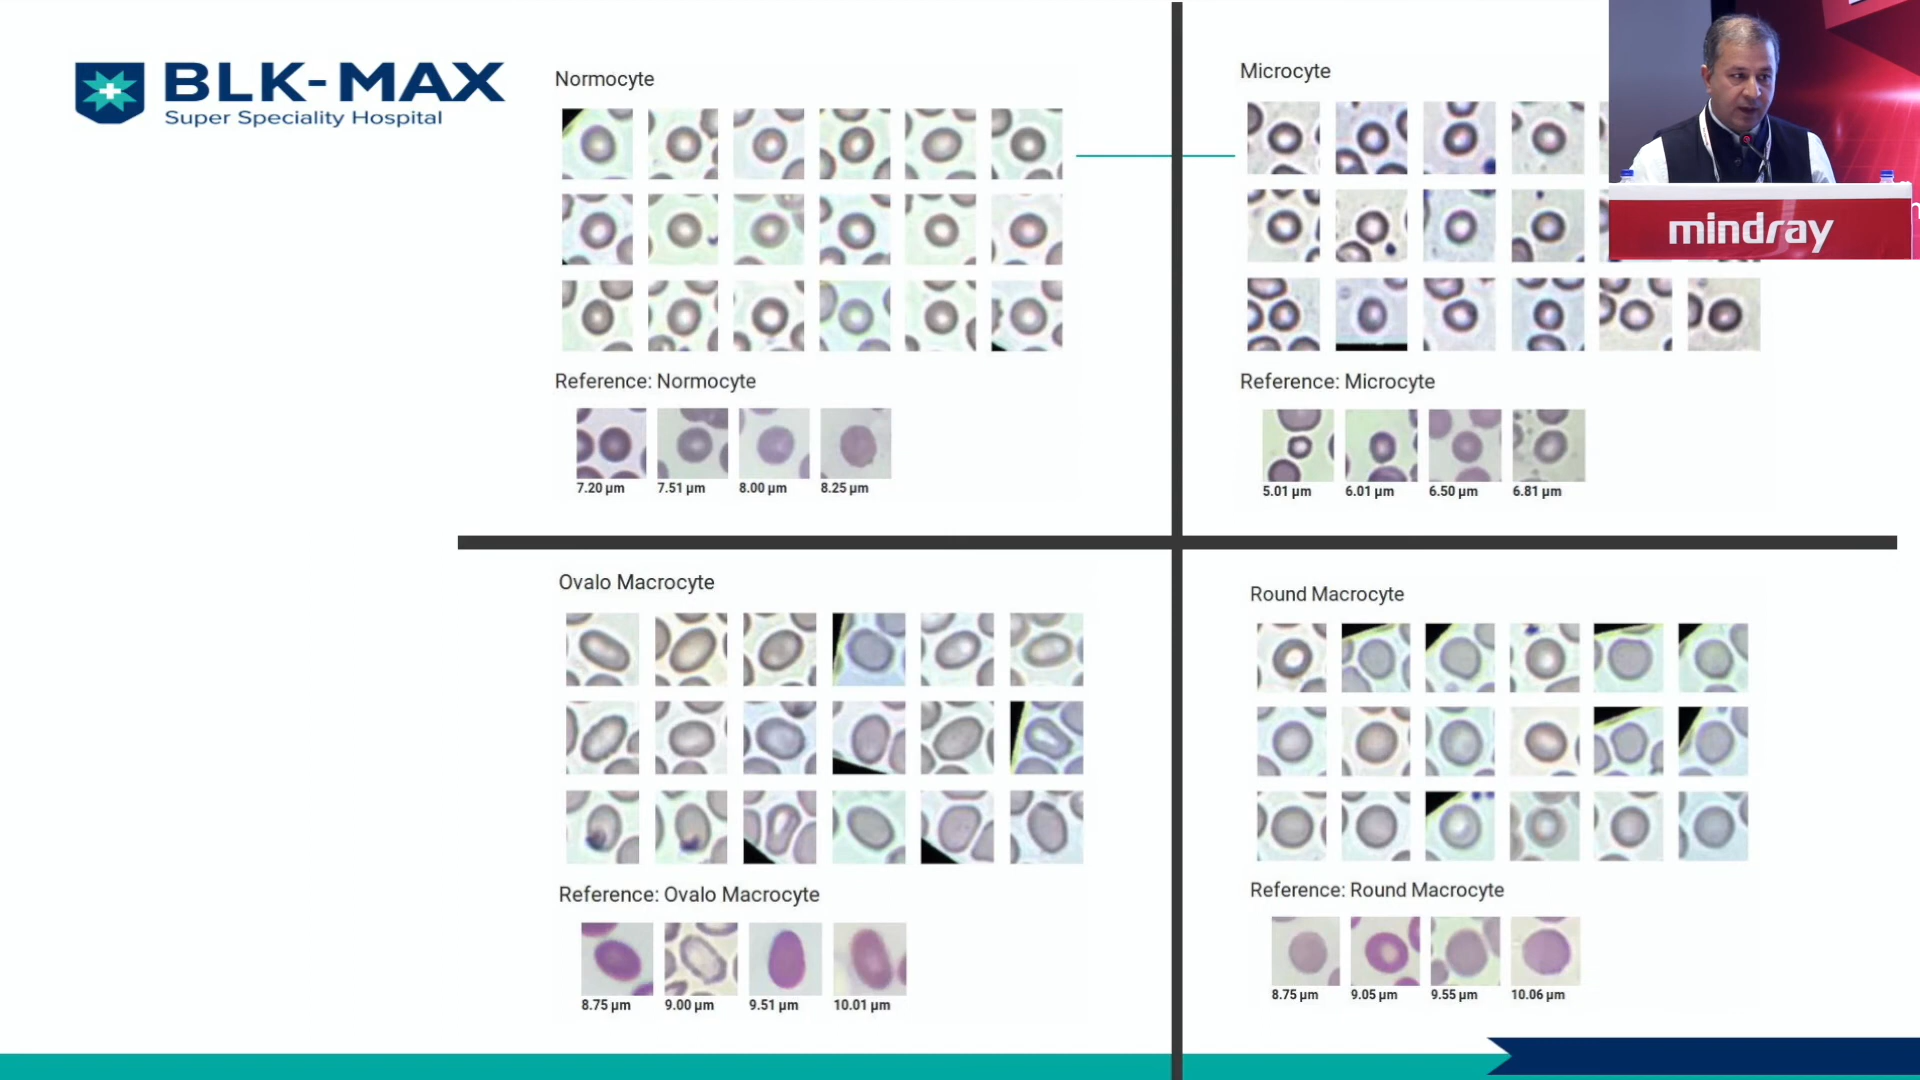 BLK-MAX
Super Speciality Hospital
Normocyte
Reference: Normocyte
7.20 µm 7.51 µm 8.00 µm 8.25 µm
Microcyte
Reference: Microcyte
5.01 µm 6.01 µm 6.50 µm 6.81 µm
mindray
Ovalo Macrocyte
Reference: Ovalo Macrocyte
8.75 µm 9.00 µm 9.51 µm 10.01 µm
Round Macrocyte
Reference: Round Macrocyte
8.75 µm 9.05 µm 9.55 µm 10.06 µm